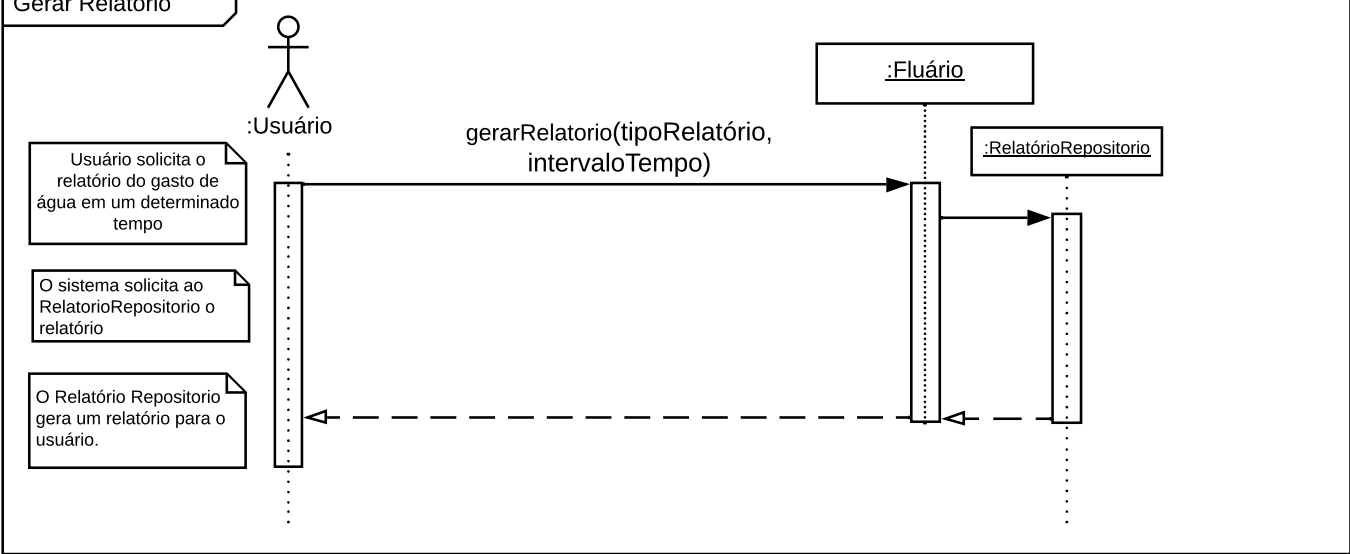 Gerar Relatório
:Usuário
:Fluário
:RelatórioRepositorio
gerarRelatorio(tipoRelatório,
intervaloTempo)
Usuário solicita o
relatório do gasto de
água em um determinado
tempo
O sistema solicita ao
RelatorioRepositorio o
relatório
O Relatório Repositorio
gera um relatório para o
usuário.